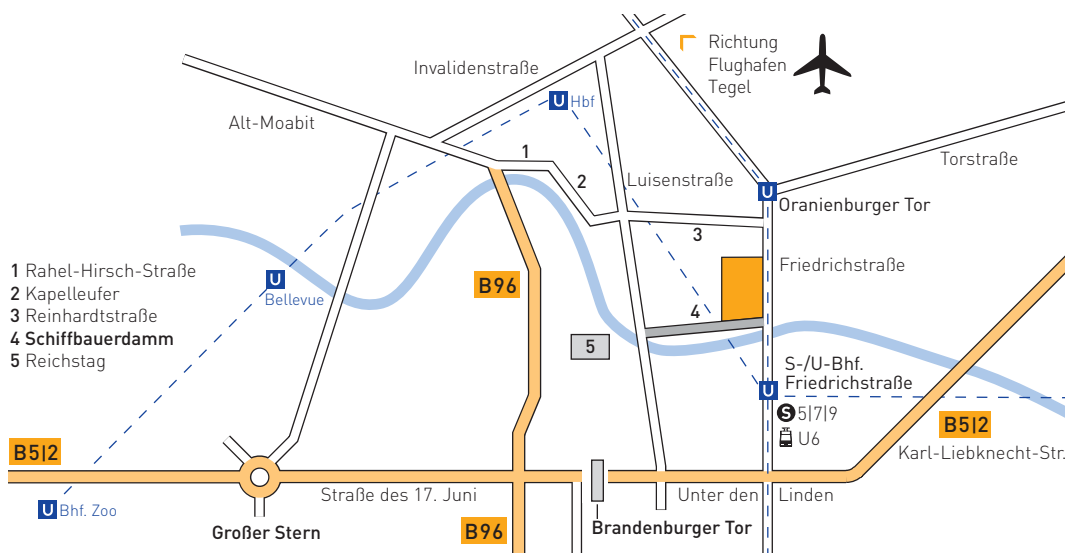 Richtung
Flughafen
Tegel
Invalidenstraße
U Hbf
Alt-Moabit
1
2
Luisenstraße
Torstraße
U
Oranienburger Tor
3
Friedrichstraße
1 Rahel-Hirsch-Straße
2 Kapelleufer
3 Reinhardtstraße
4 Schiffbauerdamm
5 Reichstag
U
Bellevue
B96
4
5
S-/U-Bhf.
Friedrichstraße
U
S 5|7|9
U6
B5|2
Karl-Liebknecht-Str.
B5|2
Straße des 17. Juni
Unter den Linden
U Bhf. Zoo
Großer Stern
B96
Brandenburger Tor